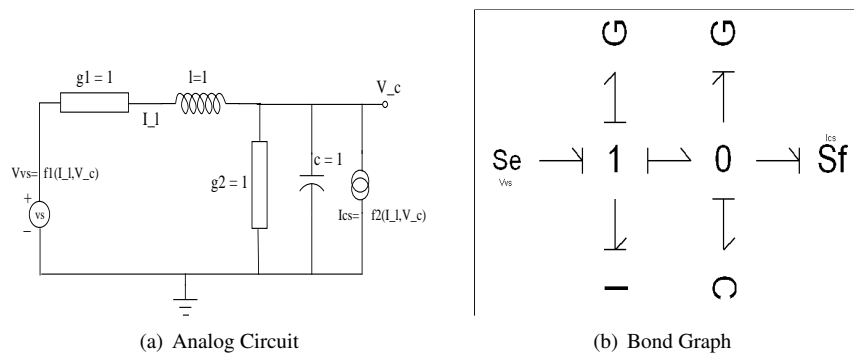 g1 = 1
l=1
I_l
V_c
Vvs= f1(I_l,V_c)
+
vs
−
g2 = 1
c = 1
Ics= f2(I_l,V_c)
(a) Analog Circuit
G G
Se 1 0 Sf
Vvs
Ics
I C
(b) Bond Graph